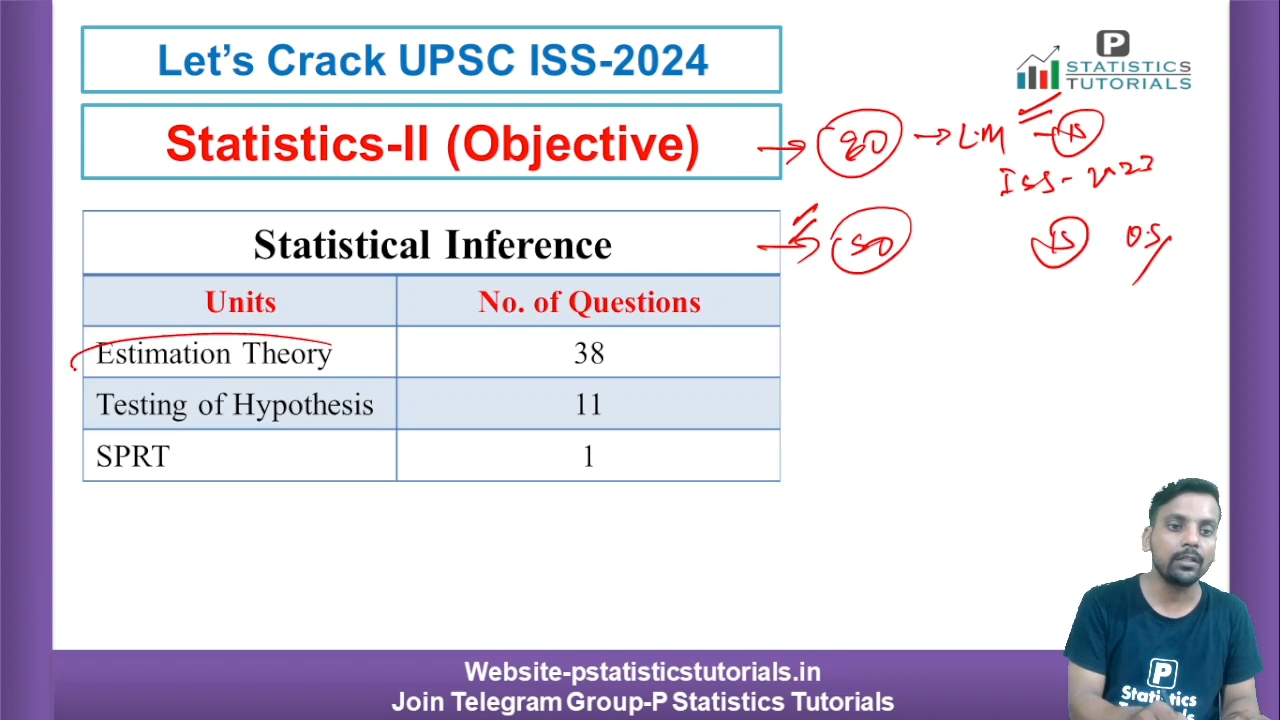 Let's Crack UPSC ISS-2024
P
STATISTICS
TUTORIALS
Statistics-II (Objective)
80
L.M
15
ISS-2023
Statistical Inference
50
15
O.S
Units
No. of Questions
Estimation Theory
38
Testing of Hypothesis
11
SPRT
1
P
Statistics
Website-pstatisticstutorials.in
Join Telegram Group-P Statistics Tutorials